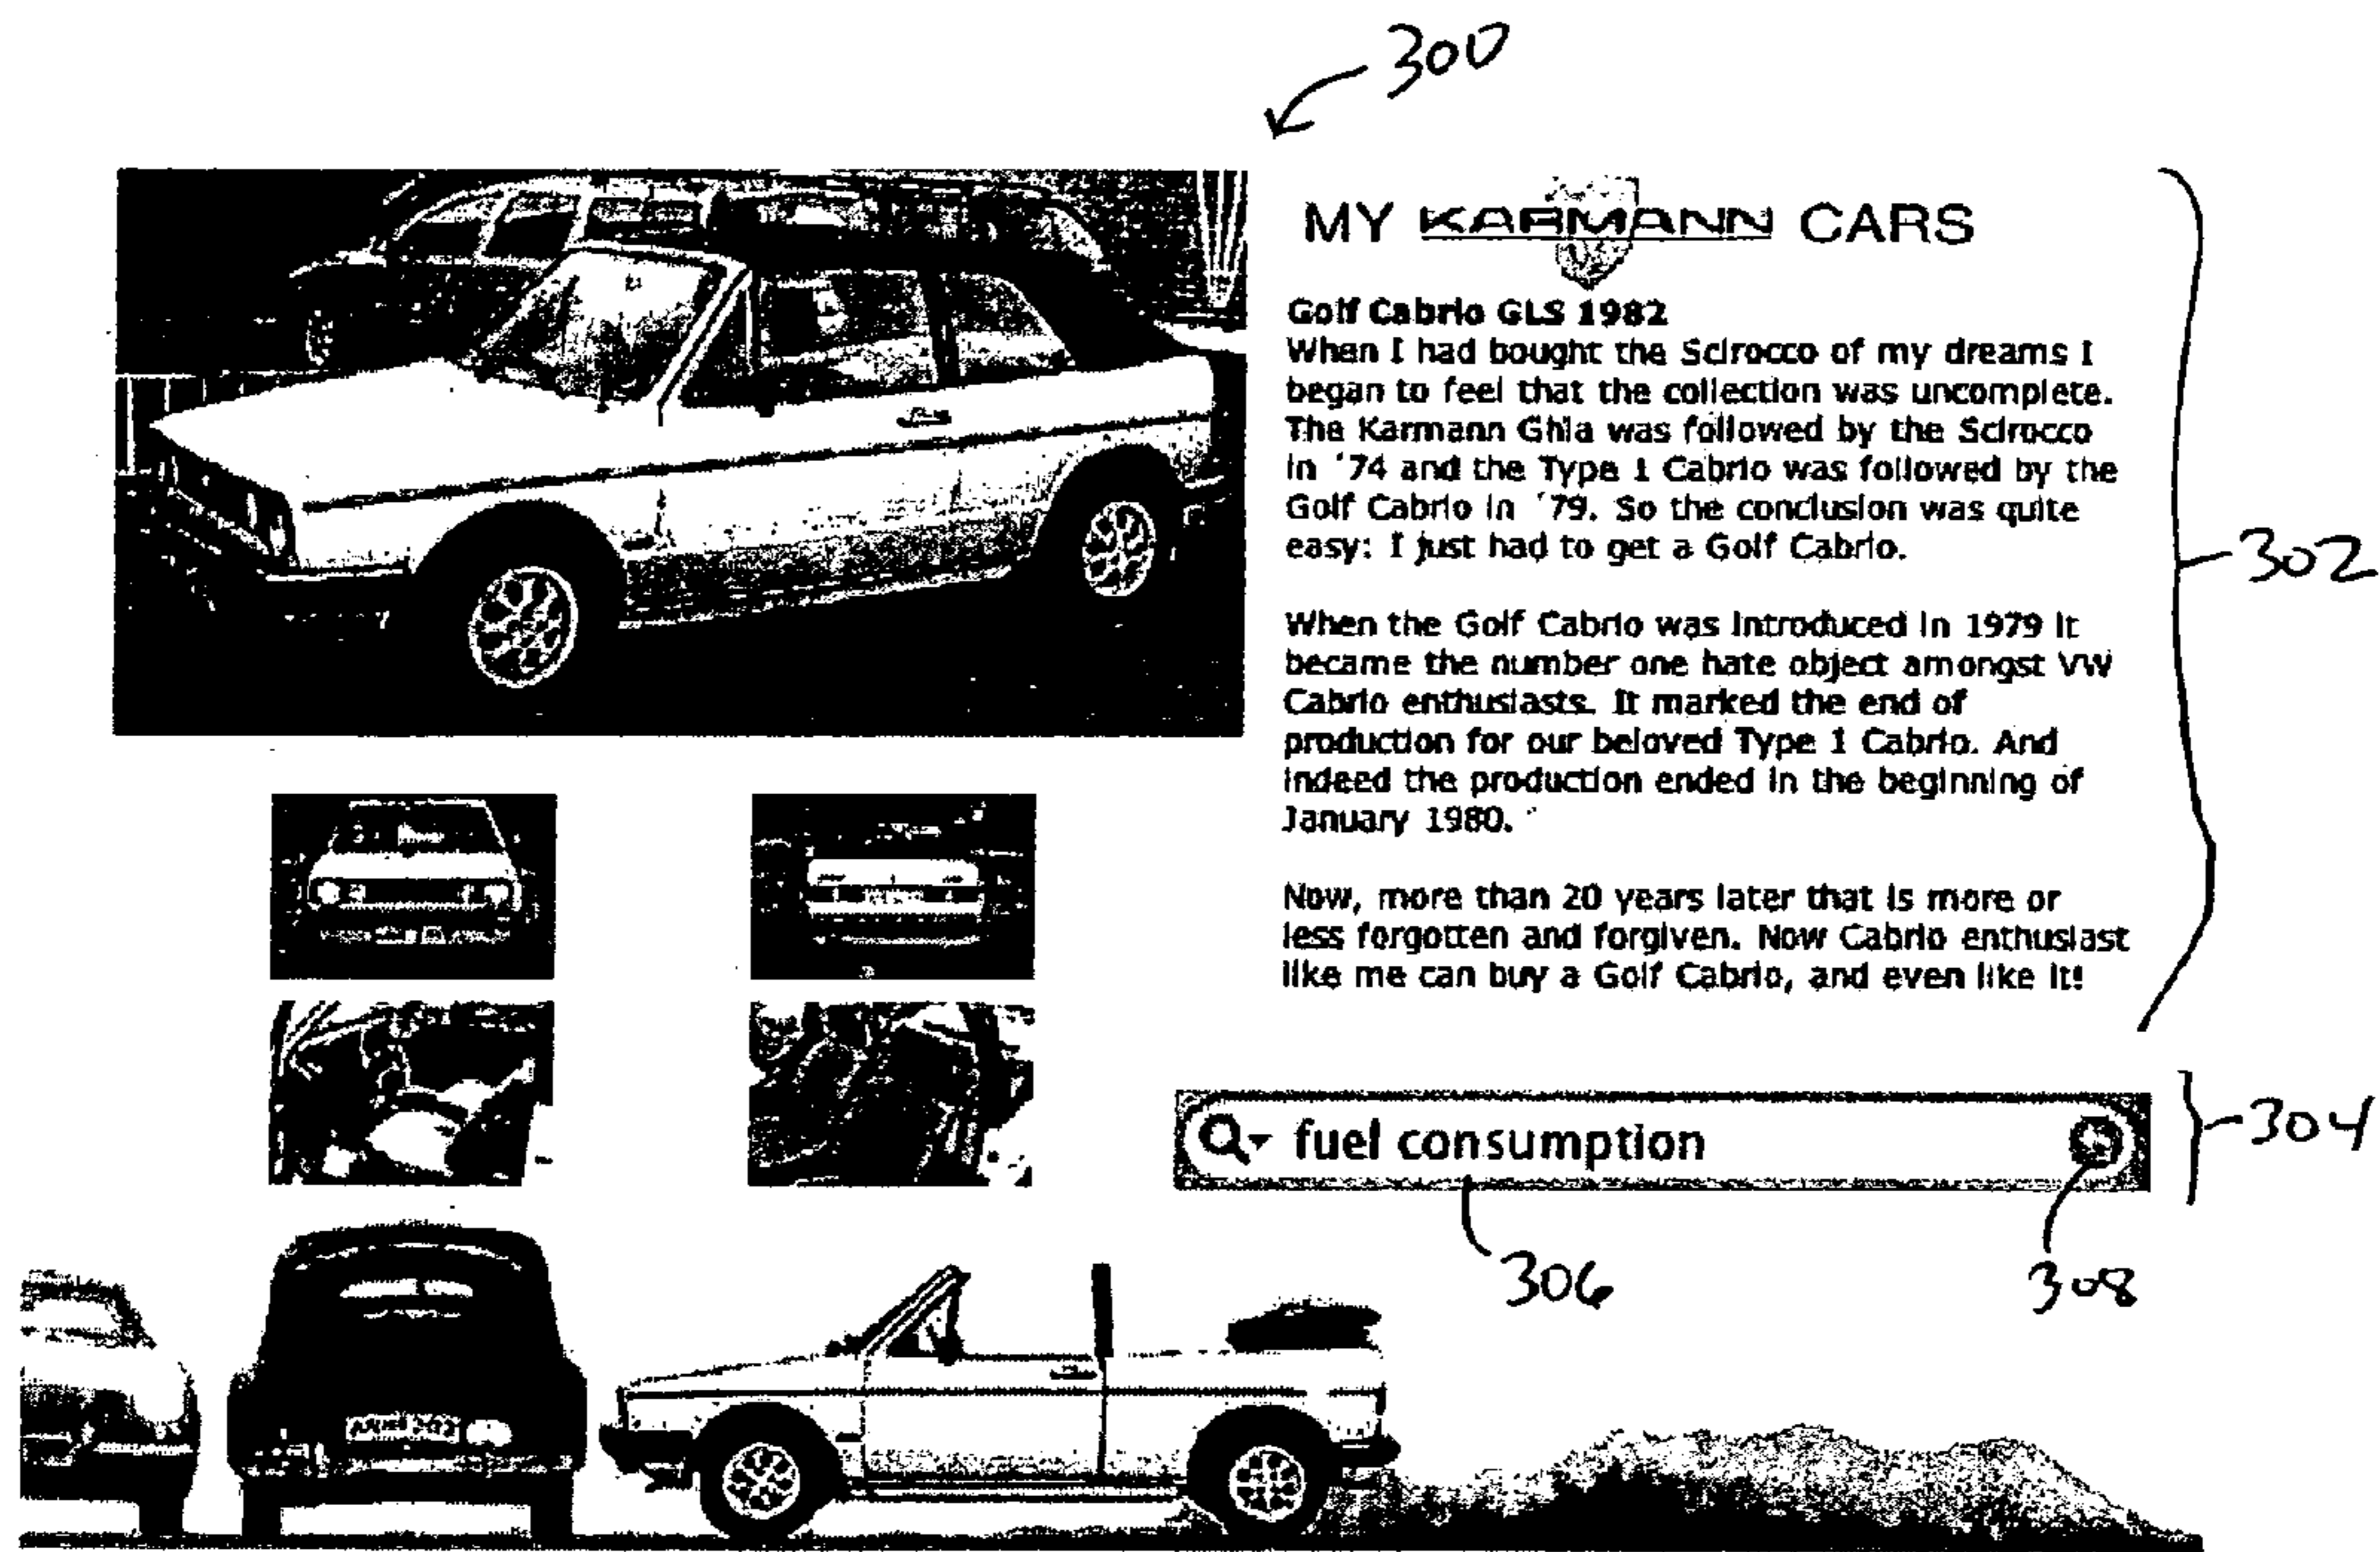 300
MY KARMANN CARS
Golf Cabrio GLS 1982
When I had bought the Scirocco of my dreams I
began to feel that the collection was uncomplete.
The Karmann Ghia was followed by the Scirocco
in '74 and the Type 1 Cabrio was followed by the
Golf Cabrio in '79. So the conclusion was quite
easy: I just had to get a Golf Cabrio.
302
When the Golf Cabrio was introduced in 1979 it
became the number one hate object amongst VW
Cabrio enthusiasts. It marked the end of
production for our beloved Type 1 Cabrio. And
indeed the production ended in the beginning of
January 1980.
Now, more than 20 years later that is more or
less forgotten and forgiven. Now Cabrio enthusiast
like me can buy a Golf Cabrio, and even like it!
fuel consumption
304
306
308